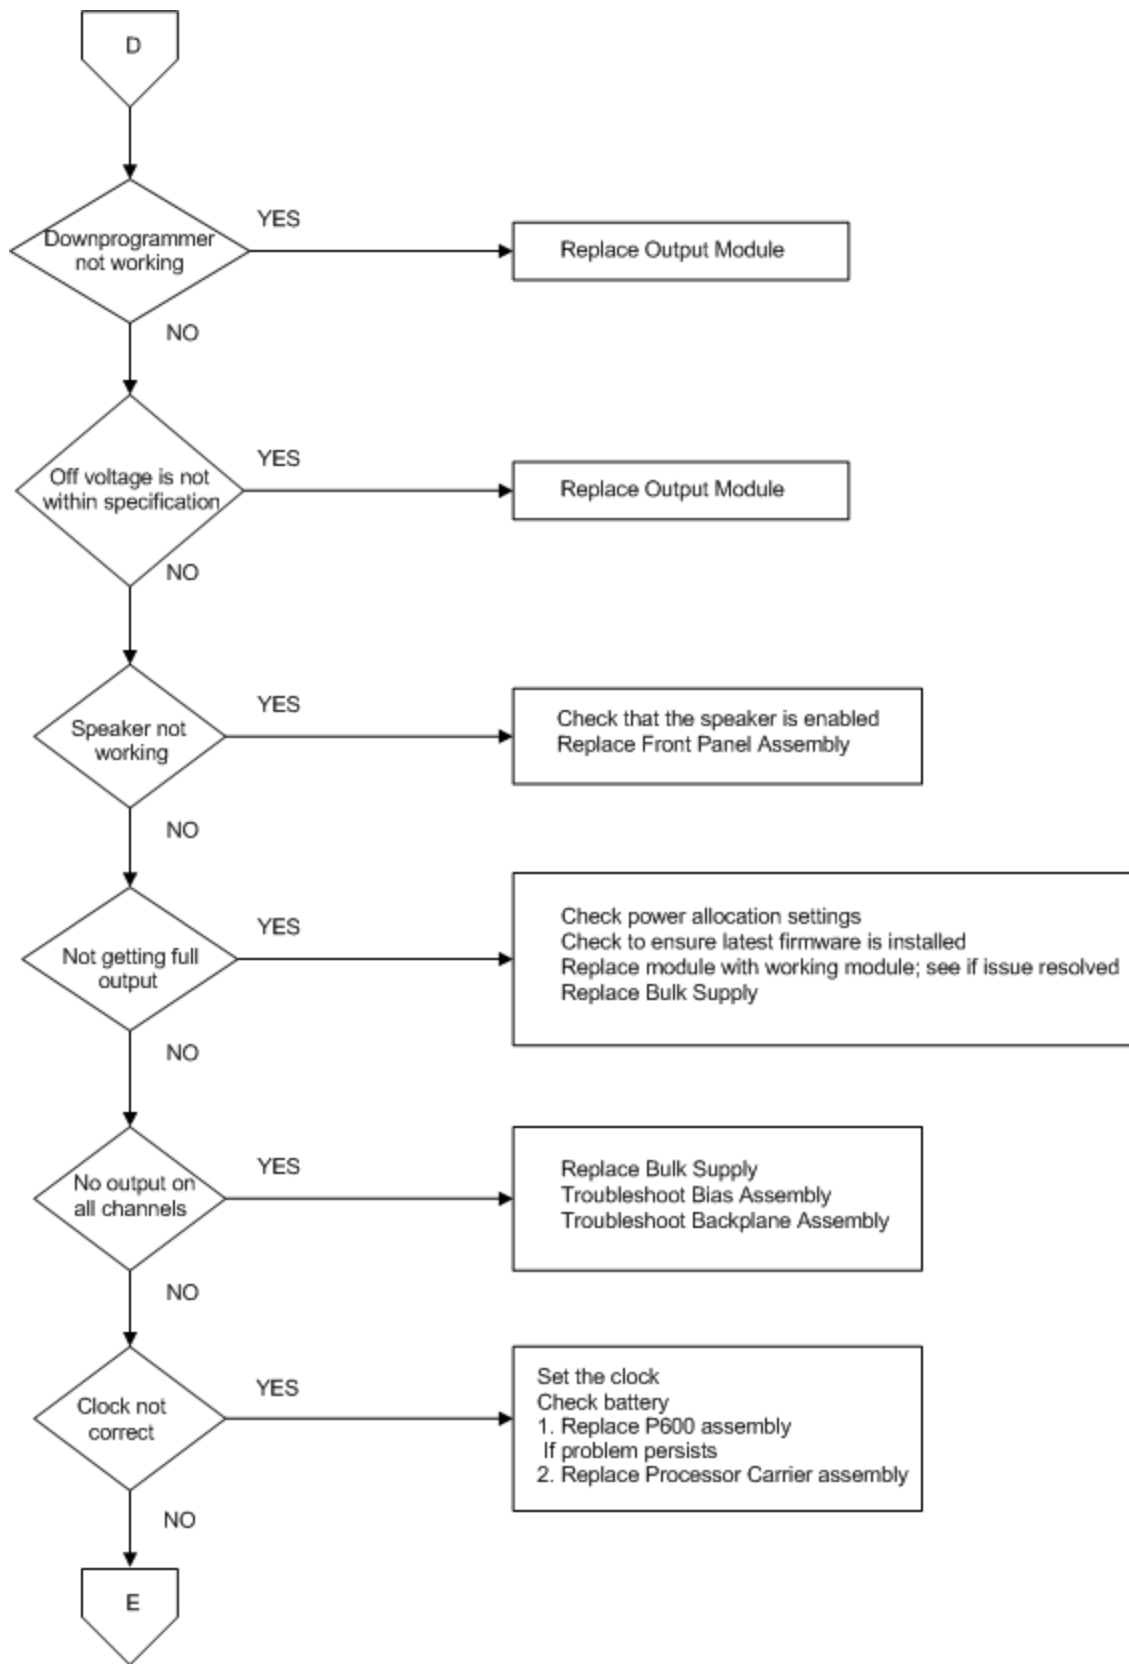 D
Downprogrammer
not working
YES
Replace Output Module
NO
Off voltage is not
within specification
YES
Replace Output Module
NO
Speaker not
working
YES
Check that the speaker is enabled
Replace Front Panel Assembly
NO
Not getting full
output
YES
Check power allocation settings
Check to ensure latest firmware is installed
Replace module with working module; see if issue resolved
Replace Bulk Supply
NO
No output on
all channels
YES
Replace Bulk Supply
Troubleshoot Bias Assembly
Troubleshoot Backplane Assembly
NO
Clock not
correct
YES
Set the clock
Check battery
1. Replace P600 assembly
If problem persists
2. Replace Processor Carrier assembly
NO
E